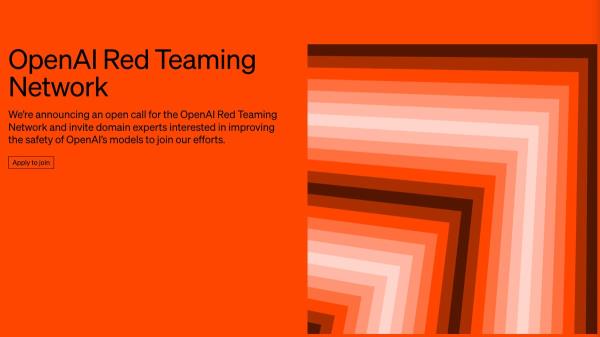 OpenAI Red Teaming
Network
We're announcing an open call for the OpenAI Red Teaming
Network and invite domain experts interested in improving
the safety of OpenAI's models to join our efforts.
Apply to join